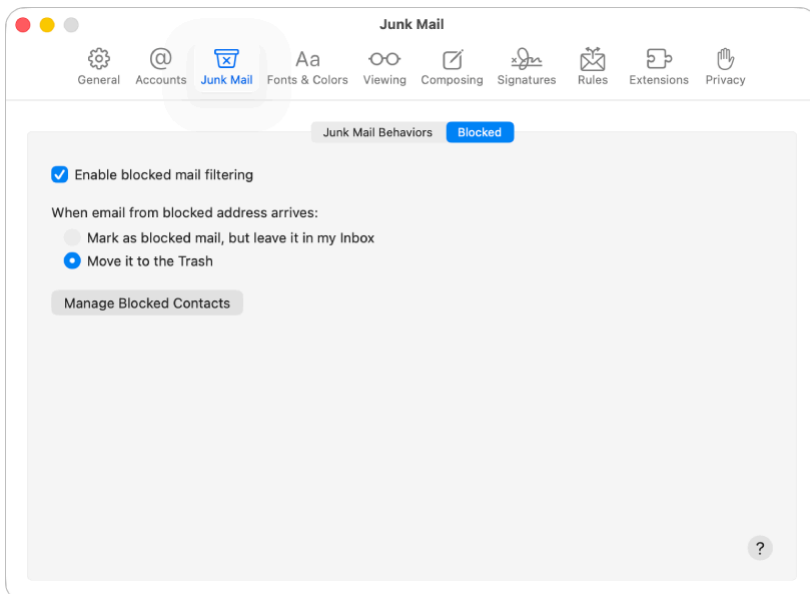 Junk Mail
General Accounts Junk Mail Fonts & Colors Viewing Composing Signatures Rules Extensions Privacy
Junk Mail Behaviors Blocked
Enable blocked mail filtering
When email from blocked address arrives:
Mark as blocked mail, but leave it in my Inbox
Move it to the Trash
Manage Blocked Contacts
?